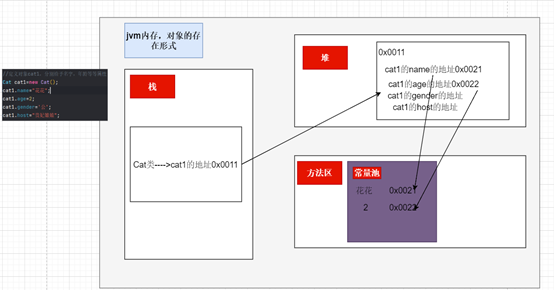 jvm内存，对象的存
在形式
Cat cat1=new Cat();
cat1.name="花花";
cat1.age=2;
cat1.gender='
cat1.host="
栈
Cat类---->cat1的地址0x0011
堆
0x0011
cat1的name的地址0x0021
cat1的age的地址0x0022
cat1的gender的地址
cat1的host的地址
方法区
常量池
花花 0x0021
2 0x0022